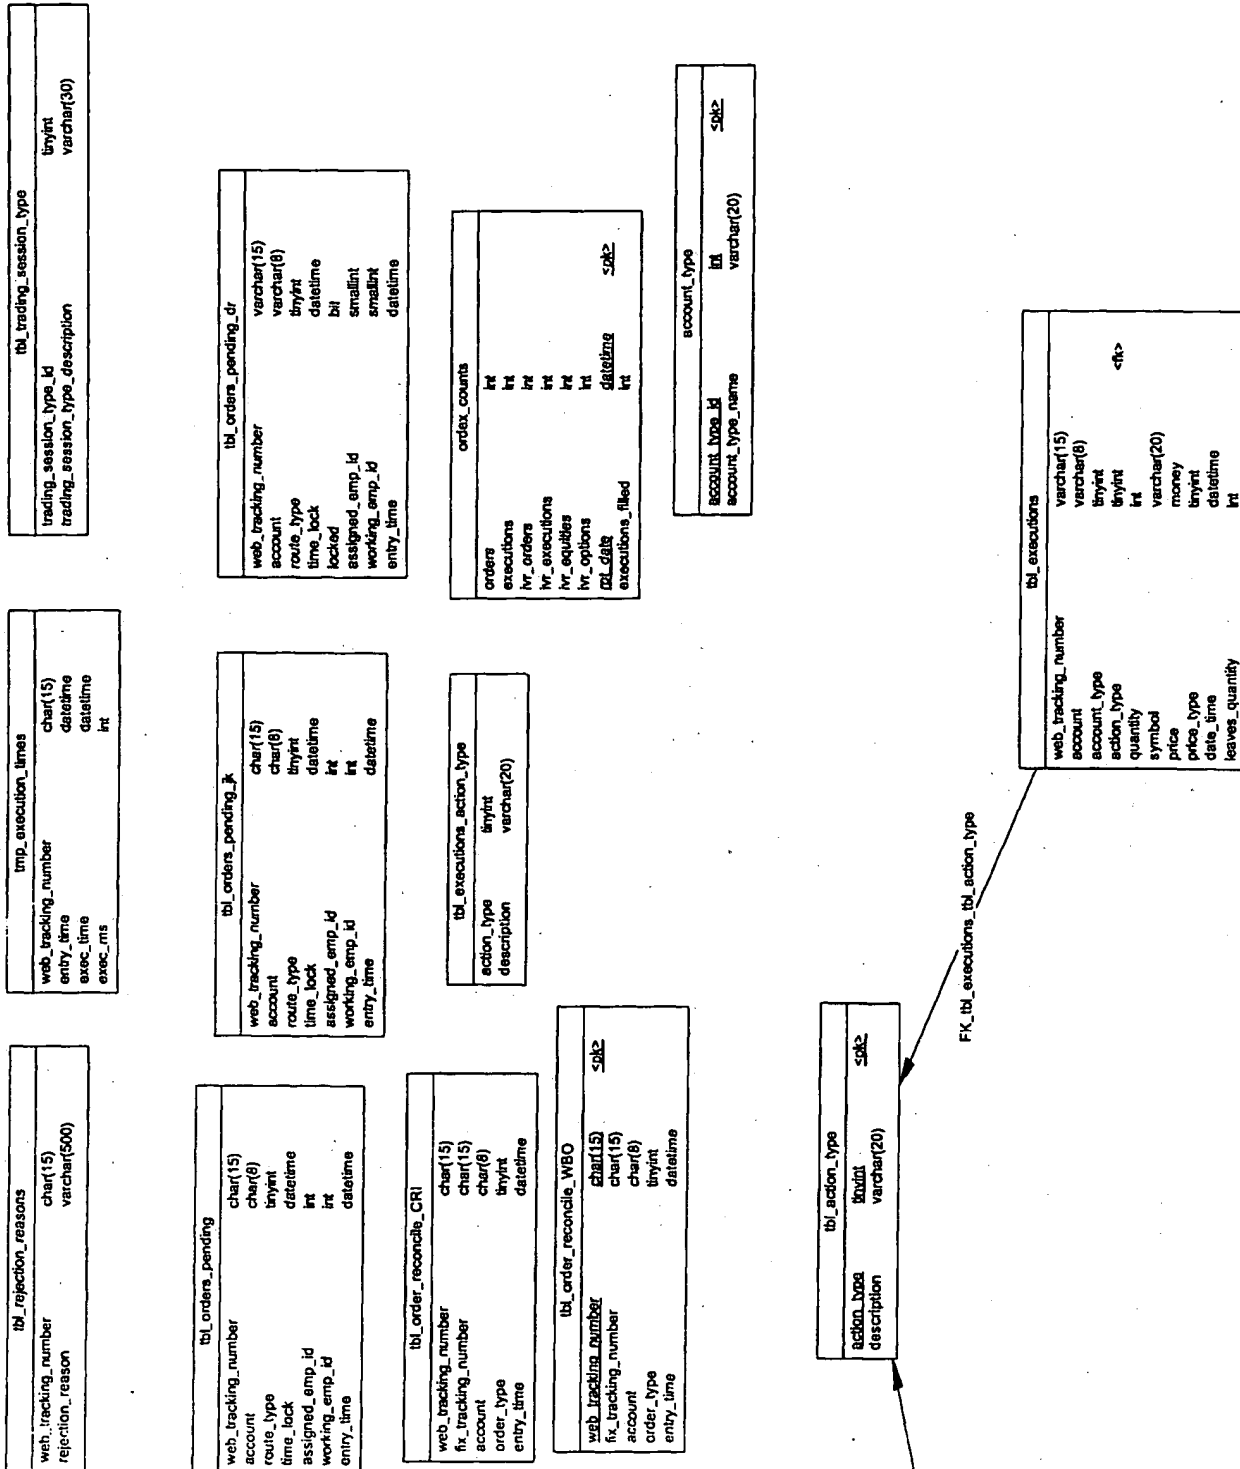 tbl_rejection_reasons
web_tracking_number char(15)
rejection_reason varchar(500)
tmp_execution_times
web_tracking_number char(15)
entry_time datetime
exec_time datetime
exec_ms int
tbl_trading_session_type
trading_session_type_id tinyint
trading_session_type_description varchar(30)
tbl_orders_pending
web_tracking_number char(15)
account char(8)
route_type tinyint
time_lock datetime
assigned_emp_id int
working_emp_id int
entry_time datetime
tbl_orders_pending_jk
web_tracking_number char(15)
account char(8)
route_type tinyint
time_lock datetime
assigned_emp_id int
working_emp_id int
entry_time datetime
tbl_orders_pending_dr
web_tracking_number varchar(15)
account varchar(8)
route_type tinyint
time_lock datetime
locked bit
assigned_emp_id smallint
working_emp_id smallint
entry_time datetime
tbl_order_reconcile_CRI
web_tracking_number char(15)
fix_tracking_number char(15)
account char(8)
order_type tinyint
entry_time datetime
tbl_executions_action_type
action_type tinyint
description varchar(20)
ordex_counts
orders int
executions int
ivr_orders int
ivr_executions int
ivr_equities int
ivr_options int
rpt_date datetime <pk>
executions_filled int
tbl_order_reconcile_WBO
web_tracking_number char(15) <pk>
fix_tracking_number char(15)
account char(8)
order_type tinyint
entry_time datetime
account_type
account_type_id int <pk>
account_type_name varchar(20)
tbl_action_type
action_type tinyint <pk>
description varchar(20)
FK_tbl_executions_tbl_action_type
tbl_executions
web_tracking_number varchar(15)
account varchar(8)
account_type tinyint
action_type tinyint <fk>
quantity int
symbol varchar(20)
price money
price_type tinyint
date_time datetime
leaves_quantity int